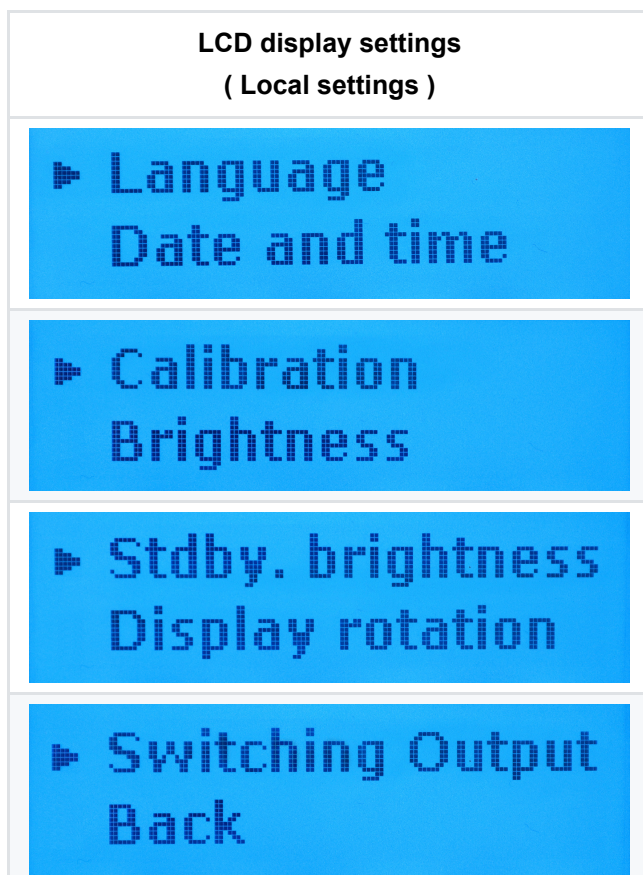 LCD display settings
( Local settings )
Language
Date and time
Calibration
Brightness
Stdby. brightness
Display rotation
Switching Output
Back